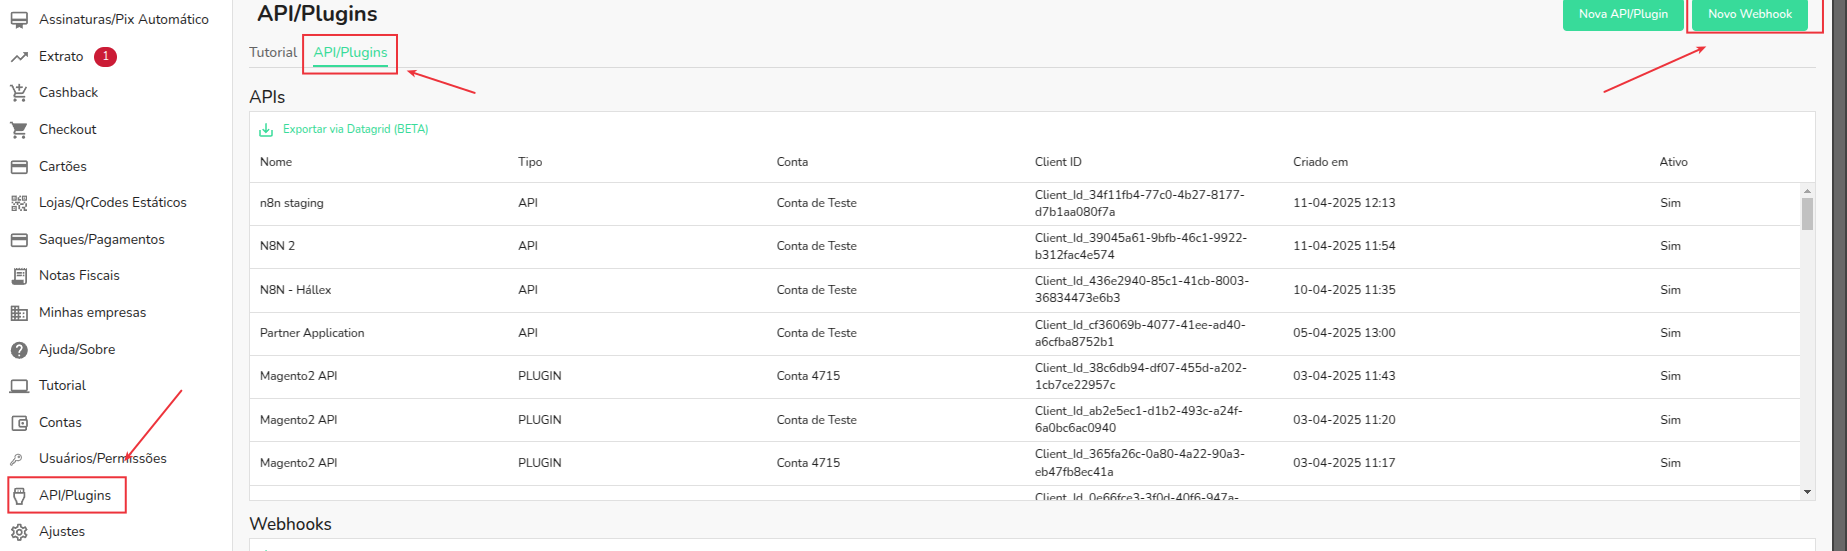 Assinaturas/Pix Automático
Extrato 1
Cashback
Checkout
Cartões
Lojas/QrCodes Estáticos
Saques/Pagamentos
Notas Fiscais
Minhas empresas
Ajuda/Sobre
Tutorial
Contas
Usuários/Permissões
API/Plugins
Ajustes
API/Plugins
Nova API/Plugin Novo Webhook
Tutorial API/Plugins
APIs
Exportar via Datagrid (BETA)
Nome Tipo Conta Client ID Criado em Ativo
n8n staging API Conta de Teste Client_Id_34f11fb4-77c0-4b27-8177-
d7b1aa080f7a 11-04-2025 12:13 Sim
N8N 2 API Conta de Teste Client_Id_39045a61-9bfb-46c1-9922-
b312fac4e574 11-04-2025 11:54 Sim
N8N - Hállex API Conta de Teste Client_Id_436e2940-85c1-41cb-8003-
36834473e6b3 10-04-2025 11:35 Sim
Partner Application API Conta de Teste Client_Id_cf36069b-4077-41ee-ad40-
a6cfba8752b1 05-04-2025 13:00 Sim
Magento2 API PLUGIN Conta 4715 Client_Id_38c6db94-df07-455d-a202-
1cb7ce22957c 03-04-2025 11:43 Sim
Magento2 API PLUGIN Conta de Teste Client_Id_ab2e5ec1-d1b2-493c-a24f-
6a0bc6ac0940 03-04-2025 11:20 Sim
Magento2 API PLUGIN Conta 4715 Client_Id_365fa26c-0a80-4a22-90a3-
eb47fb8ec41a 03-04-2025 11:17 Sim
Client_Id_0e66fce3-3f0d-40f6-947a-
Webhooks